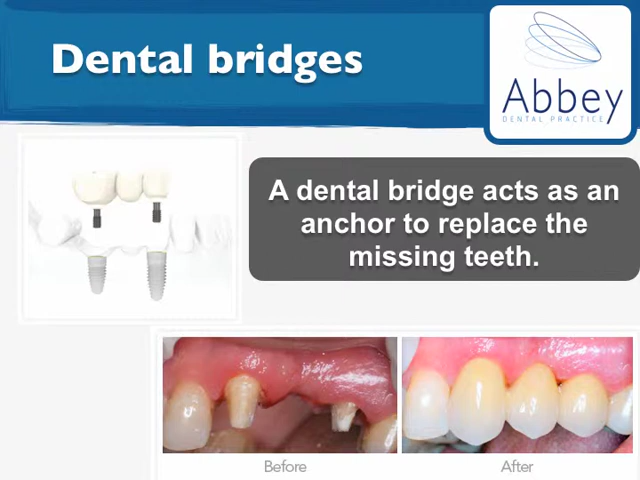 Dental bridges
Abbey
DENTAL PRACTICE
A dental bridge acts as an
anchor to replace the
missing teeth.
Before
After